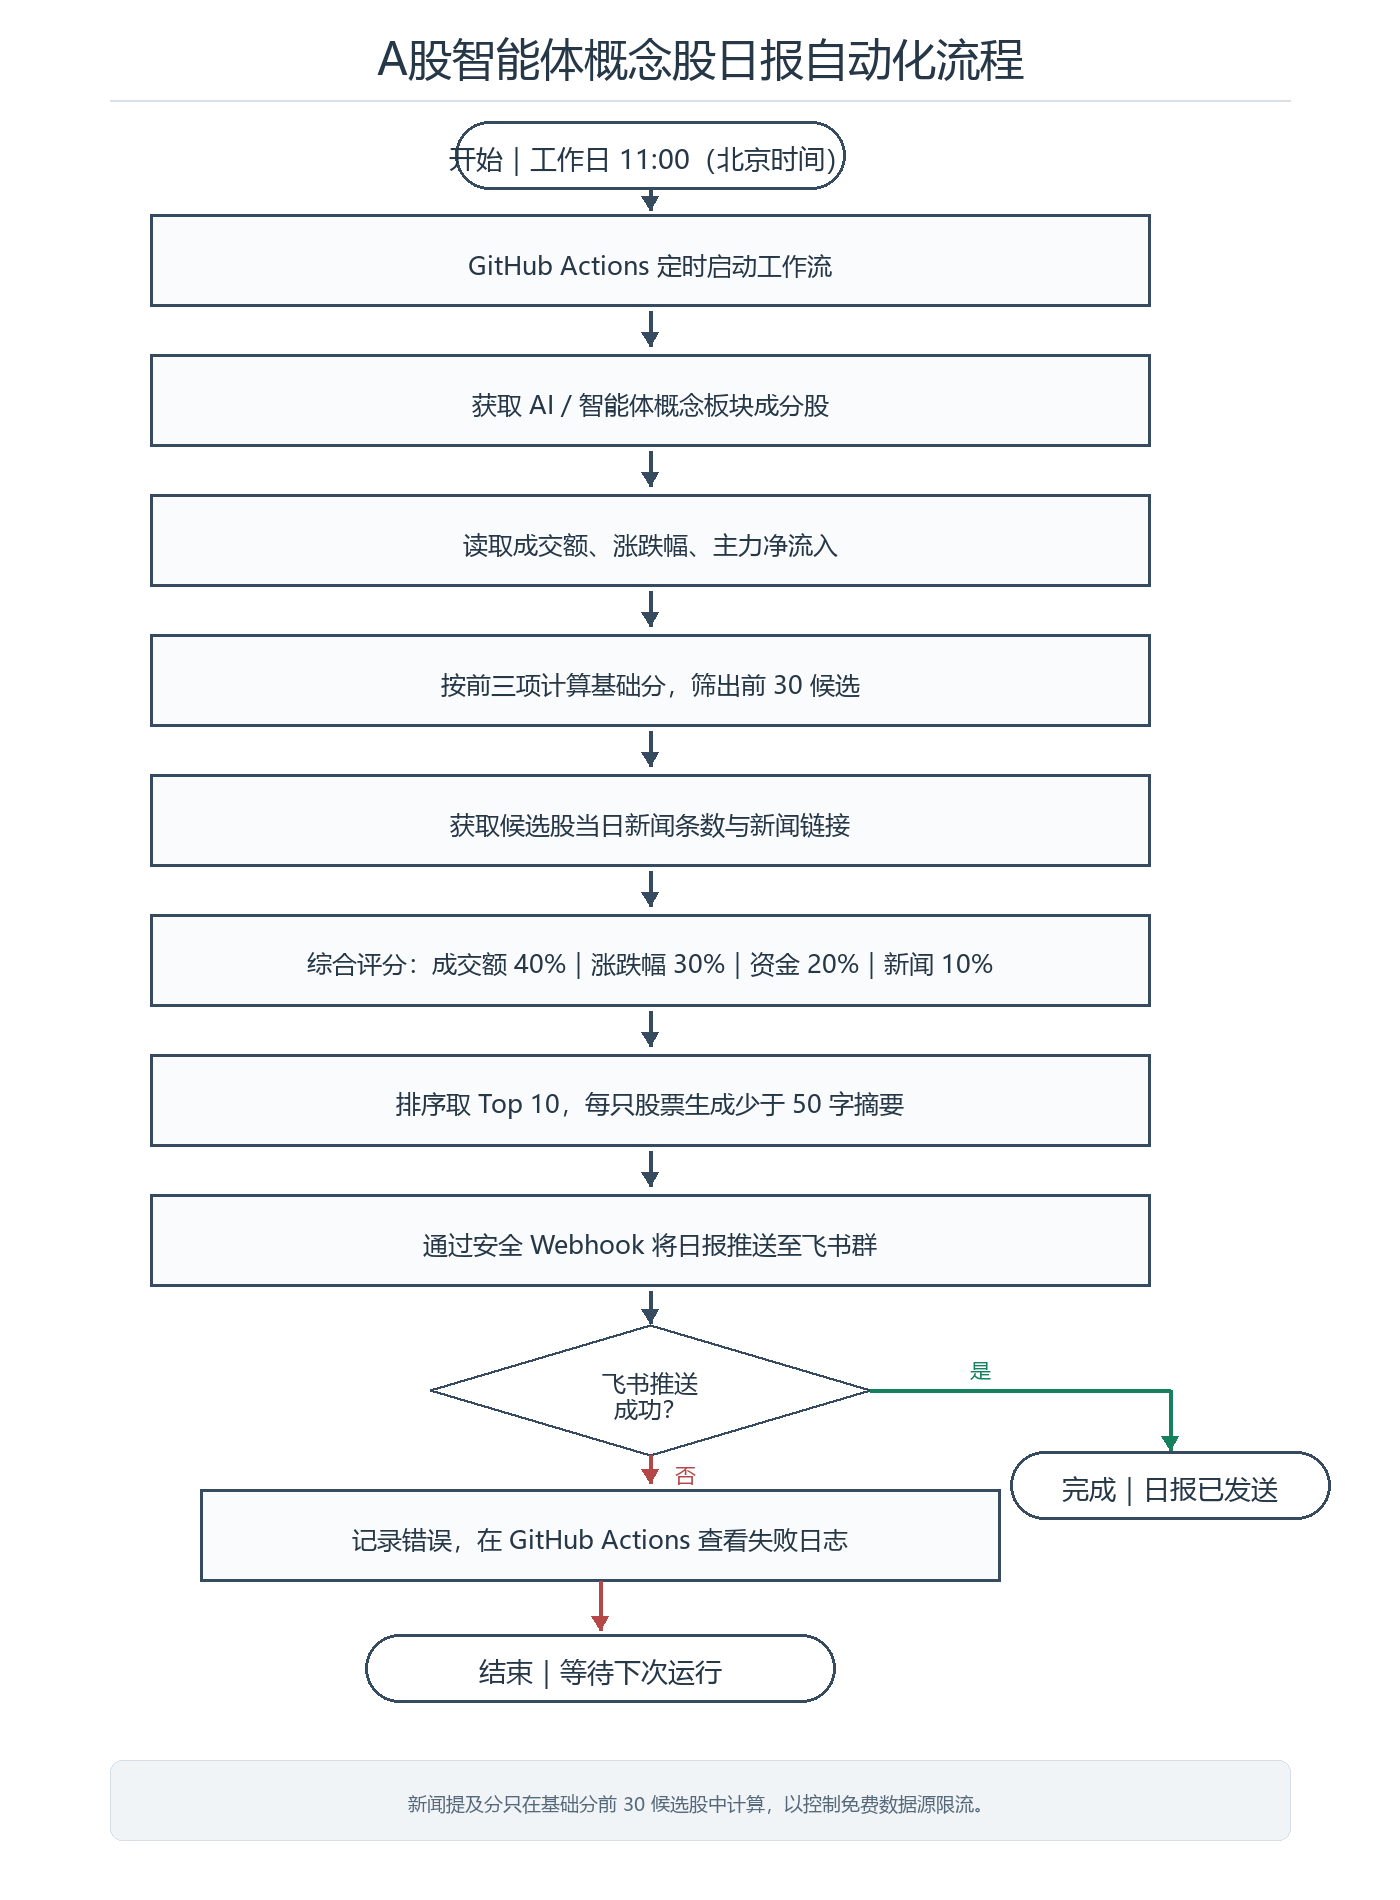 A股智能体概念股日报自动化流程
开始｜工作日 11:00（北京时间）
GitHub Actions 定时启动工作流
获取 AI / 智能体概念板块成分股
读取成交额、涨跌幅、主力净流入
按前三项计算基础分，筛出前 30 候选
获取候选股当日新闻条数与新闻链接
综合评分：成交额 40%｜涨跌幅 30%｜资金 20%｜新闻 10%
排序取 Top 10，每只股票生成少于 50 字摘要
通过安全 Webhook 将日报推送至飞书群
飞书推送
成功？
是
否
完成｜日报已发送
记录错误，在 GitHub Actions 查看失败日志
结束｜等待下次运行
新闻提及分只在基础分前 30 候选股中计算，以控制免费数据源限流。